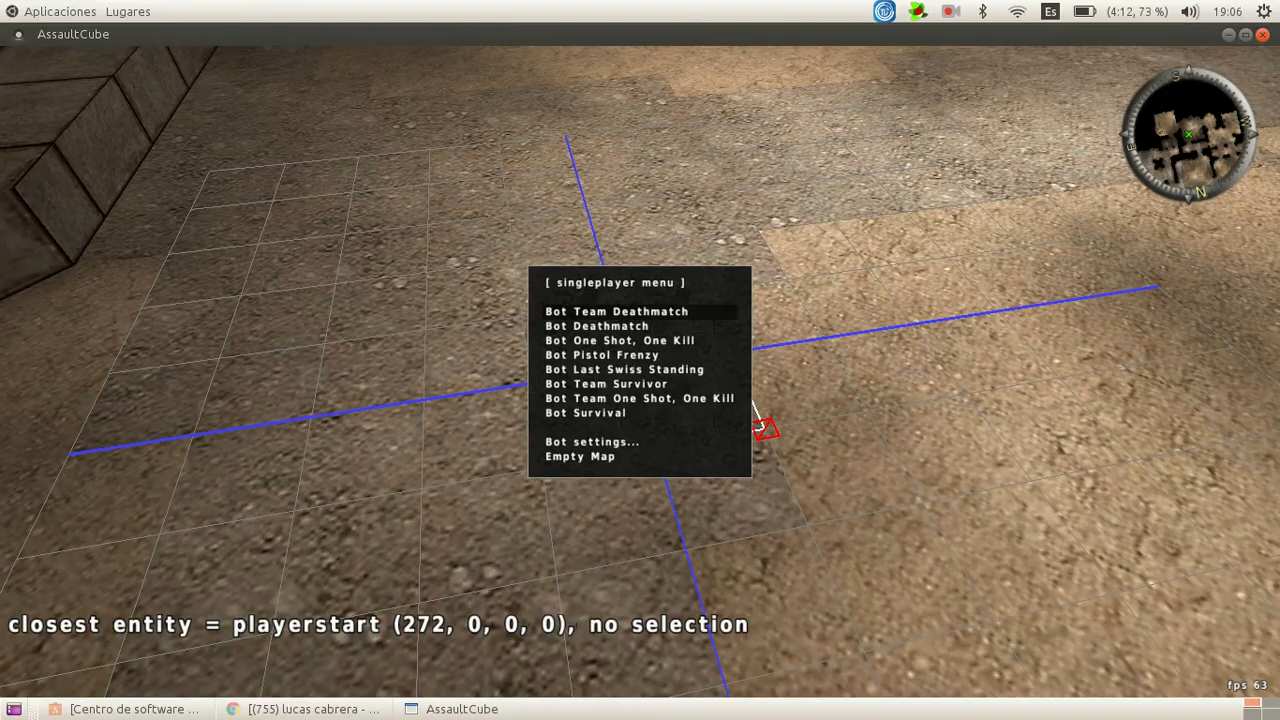 Aplicaciones Lugares
Es
(4:12, 73 %)
19:06
AssaultCube
S
W
E
N
[ singleplayer menu ]
Bot Team Deathmatch
Bot Deathmatch
Bot One Shot, One Kill
Bot Pistol Frenzy
Bot Last Swiss Standing
Bot Team Survivor
Bot Team One Shot, One Kill
Bot Survival
Bot settings...
Empty Map
closest entity = playerstart (272, 0, 0, 0), no selection
fps 63
[Centro de software ...
[(755) lucas cabrera - ...
AssaultCube